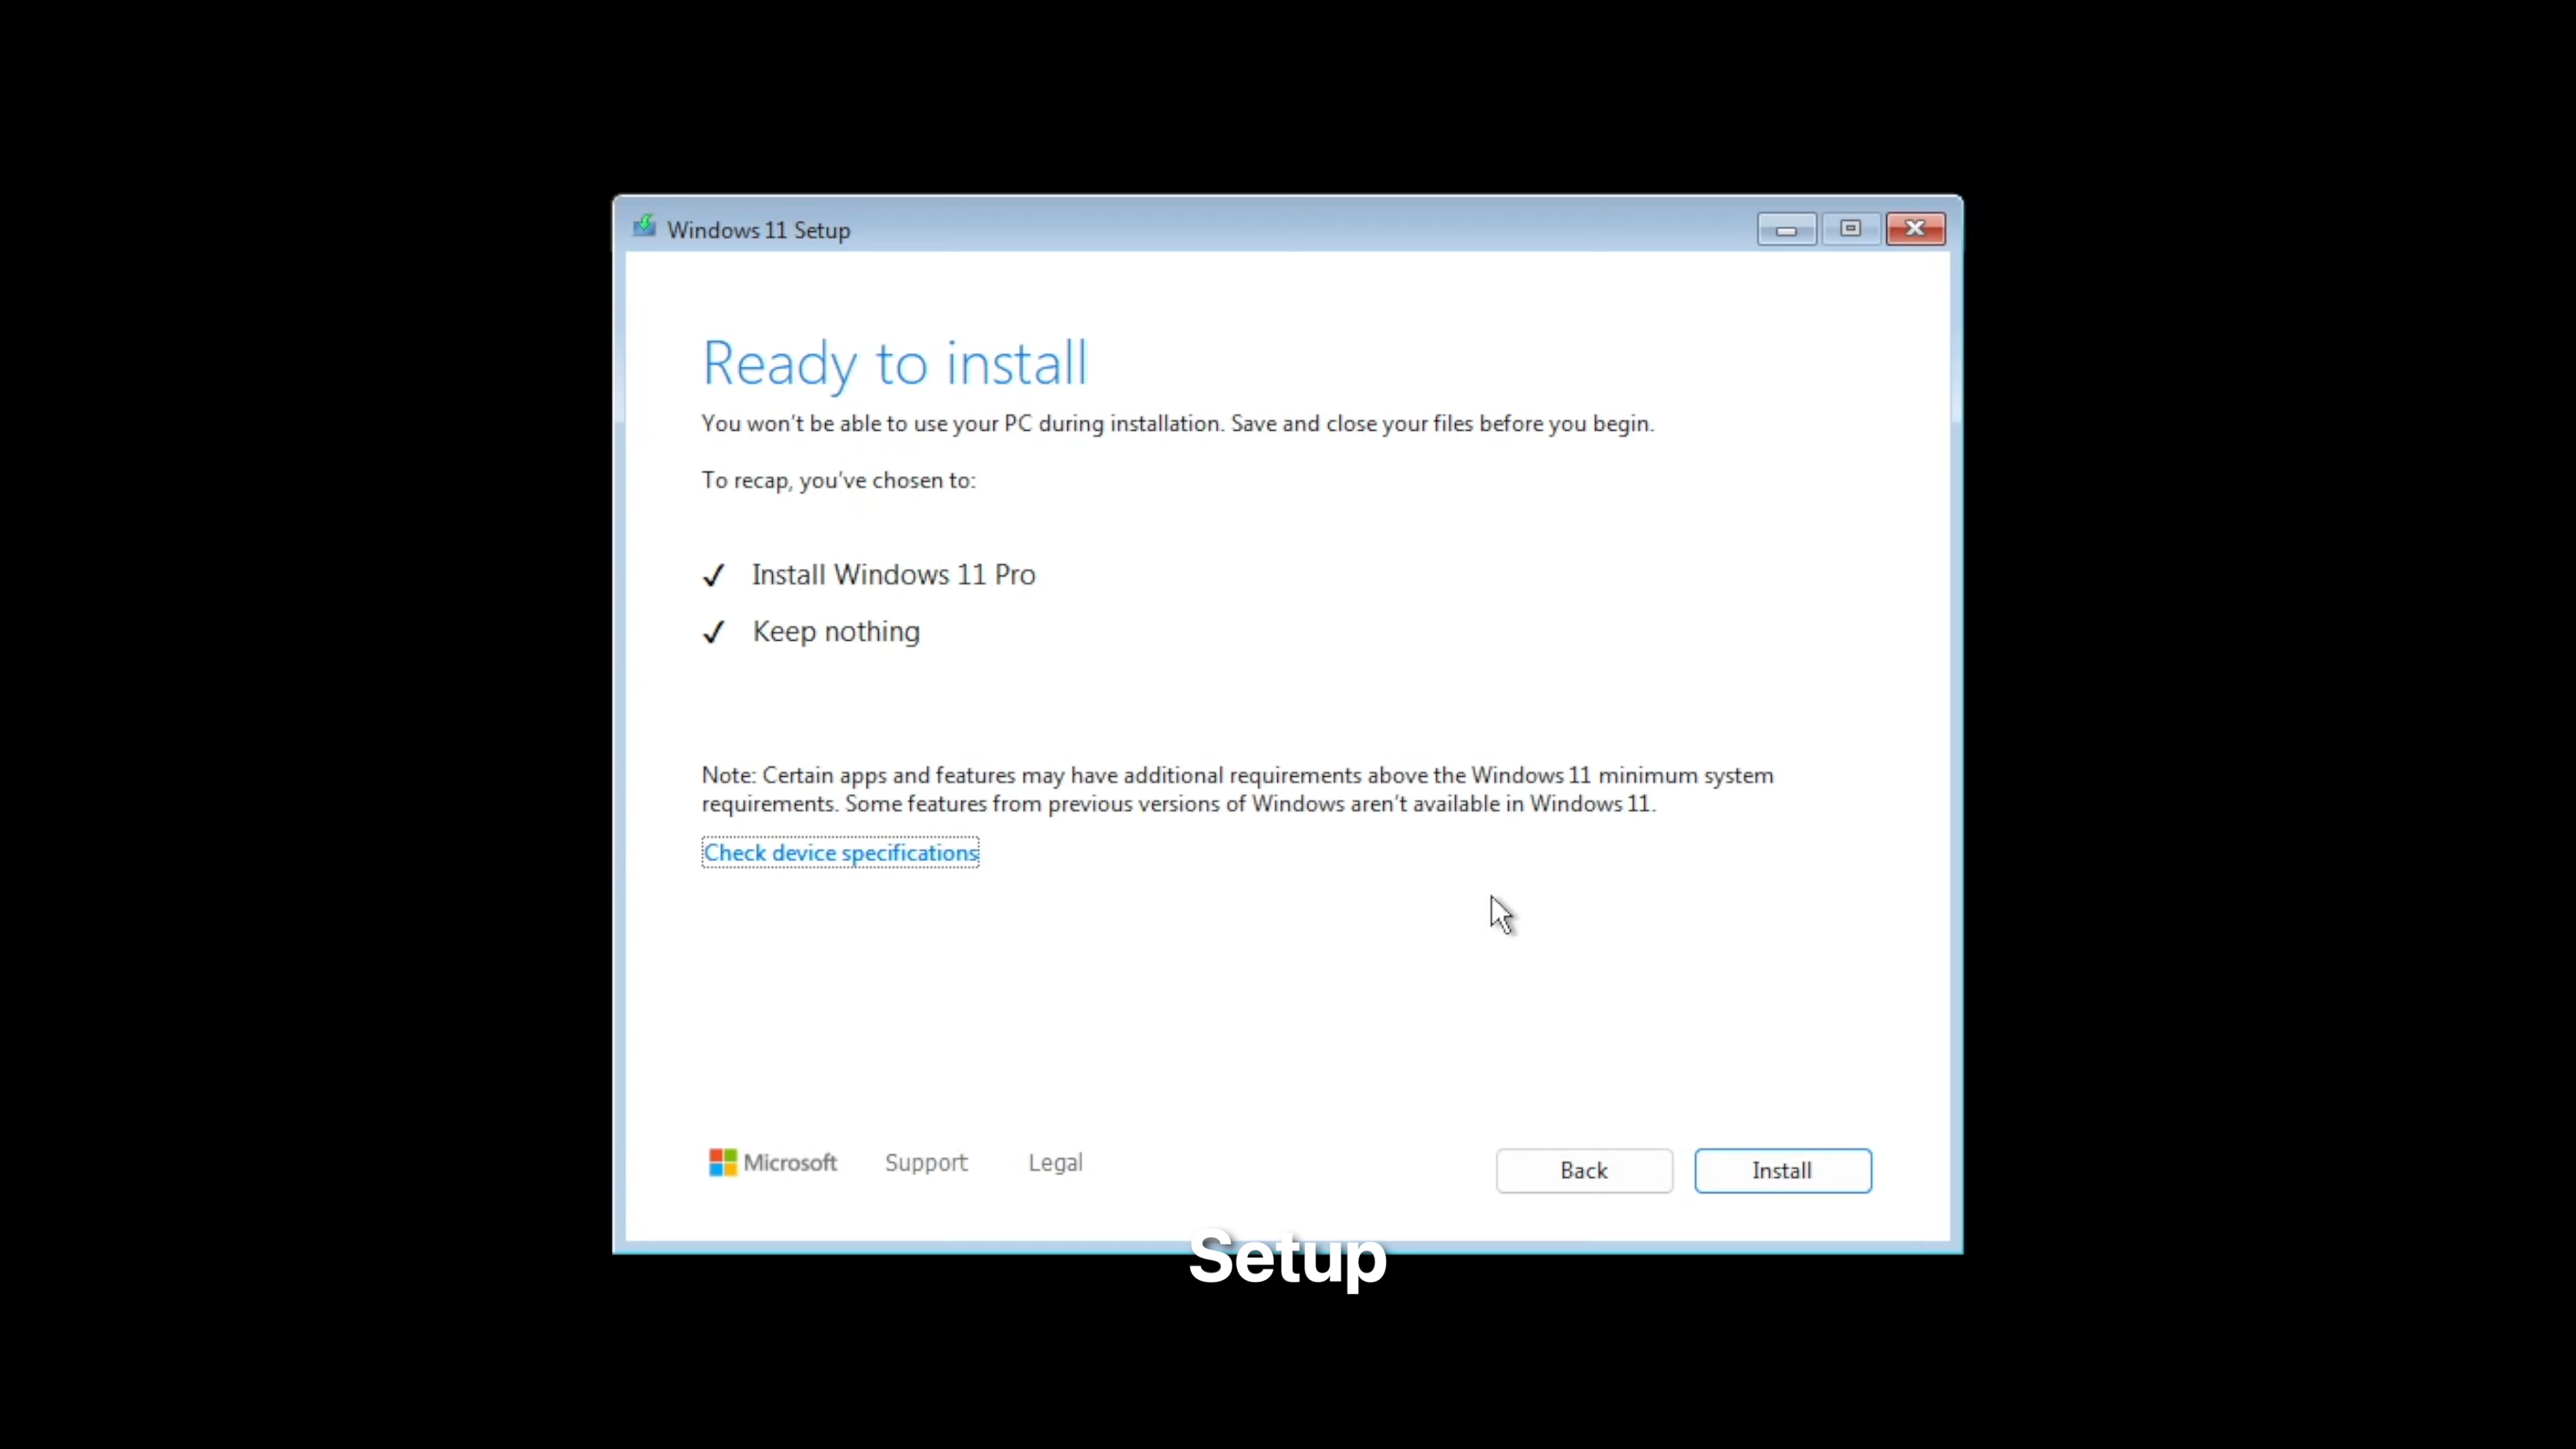 Windows 11 Setup
Ready to install
You won't be able to use your PC during installation. Save and close your files before you begin.
To recap, you've chosen to:
✓ Install Windows 11 Pro
✓ Keep nothing
Note: Certain apps and features may have additional requirements above the Windows 11 minimum system
requirements. Some features from previous versions of Windows aren't available in Windows 11.
Check device specifications
Microsoft Support Legal Back Install
Setup